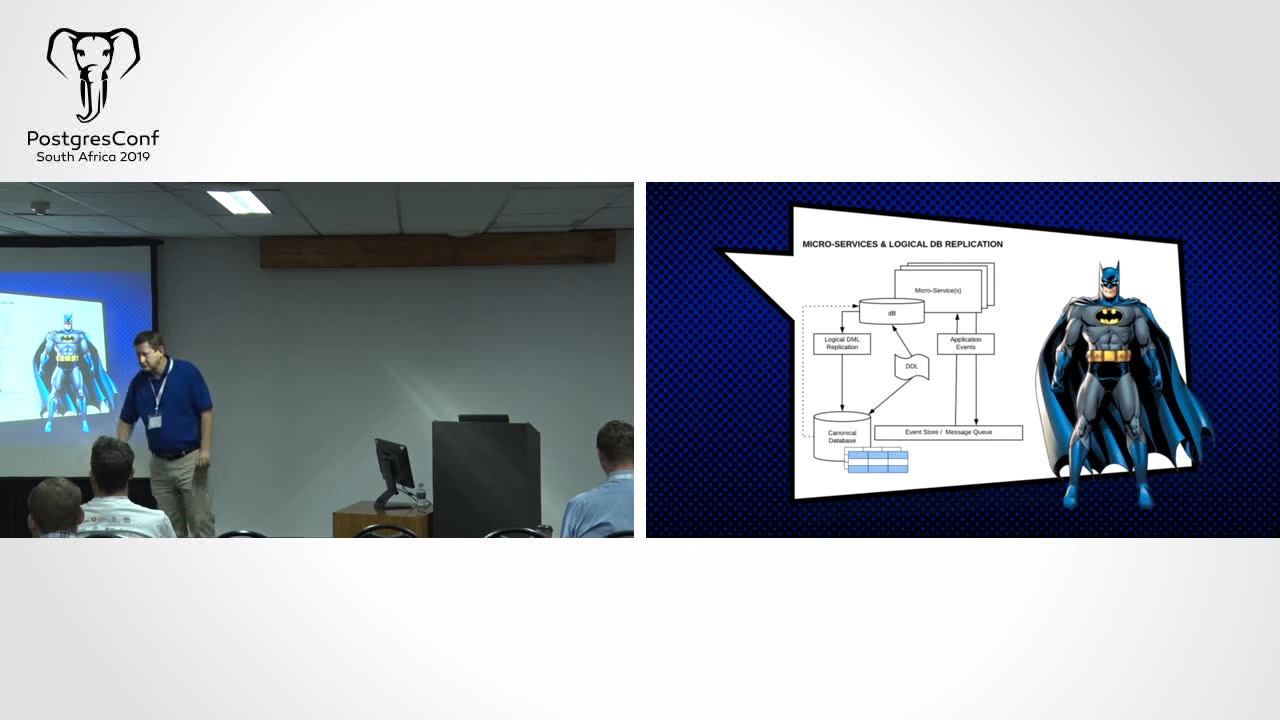 PostgresConf
South Africa 2019
MICRO-SERVICES & LOGICAL DB REPLICATION
Micro-Service(s)
dB
Logical DML
Replication
Application
Events
DDL
Canonical
Database
Event Store / Message Queue